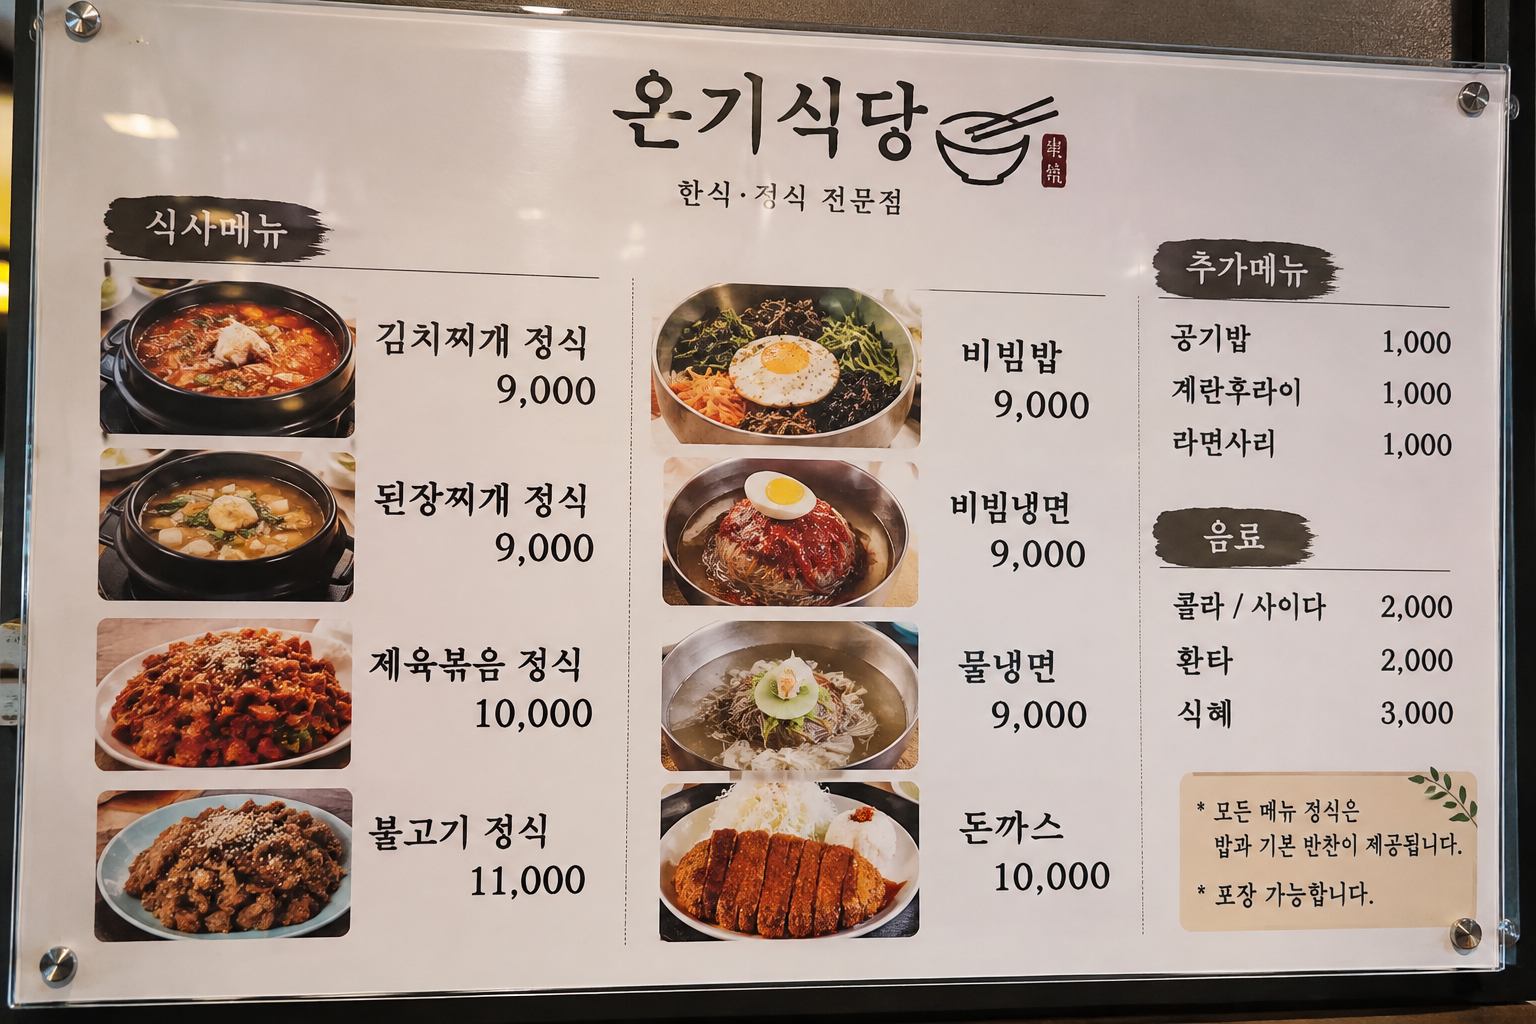 온기식당
한식·정식 전문점
식사메뉴
김치찌개 정식
9,000
된장찌개 정식
9,000
제육볶음 정식
10,000
불고기 정식
11,000
비빔밥
9,000
비빔냉면
9,000
물냉면
9,000
돈까스
10,000
추가메뉴
공기밥 1,000
계란후라이 1,000
라면사리 1,000
음료
콜라 / 사이다 2,000
환타 2,000
식혜 3,000
* 모든 메뉴 정식은
밥과 기본 반찬이 제공됩니다.
* 포장 가능합니다.